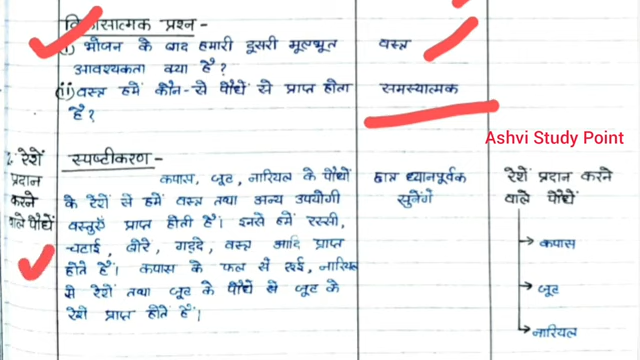 विकासात्मक प्रश्न -
(i) भोजन के बाद हमारी दूसरी मूलभूत
आवश्यकता क्या है?
(ii) वस्त्र हमें कौन-से पौधों से प्राप्त होता
है?
वस्त्र
समस्यात्मक
Ashvi Study Point
2. रेशें
प्रदान
करने
वाले पौधों
स्पष्टीकरण -
कपास, जूट, नारियल के पौधों
के रेशों से हमें वस्त्र तथा अन्य उपयोगी
वस्तुएँ प्राप्त होती हैं। इनसे हमें रस्सी,
चटाई, बोरे, गद्दे, वस्त्र आदि प्राप्त
होते हैं। कपास के फल से रुई, नारियल
से रेशें तथा जूट के पौधों से जूट के
रेशे प्राप्त होते हैं।
छात्र ध्यानपूर्वक
सुनेंगे
रेशें प्रदान करने
वाले पौधों
कपास
जूट
नारियल